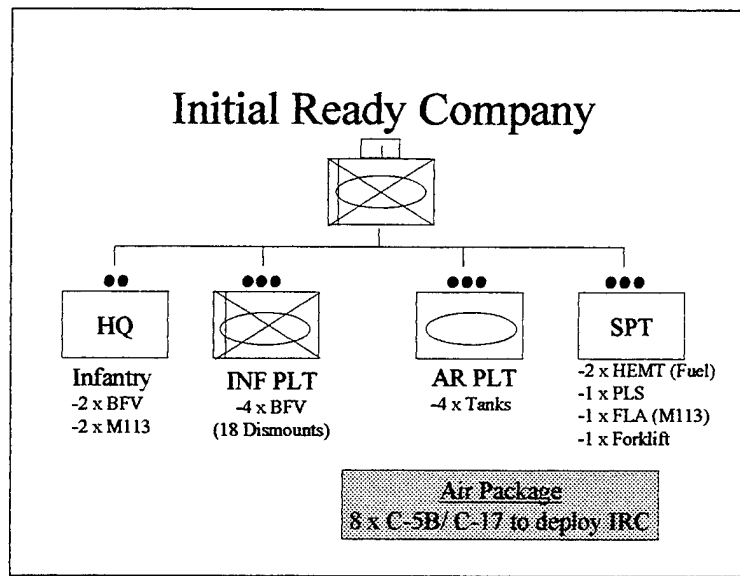 Initial Ready Company
HQ
Infantry
-2 x BFV
-2 x M113
INF PLT
-4 x BFV
(18 Dismounts)
AR PLT
-4 x Tanks
SPT
-2 x HEMT (Fuel)
-1 x PLS
-1 x FLA (M113)
-1 x Forklift
Air Package
8 x C-5B/ C-17 to deploy IRC